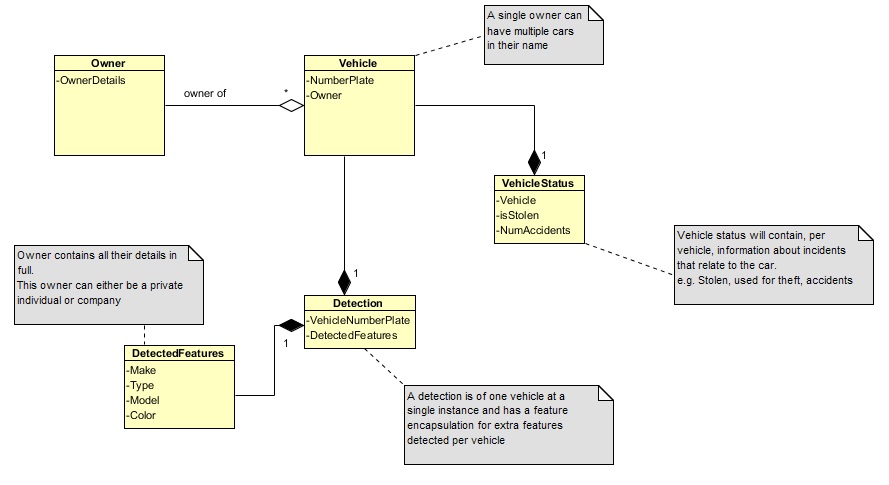 A single owner can
have multiple cars
in their name
Owner
-OwnerDetails
owner of
*
Vehicle
-NumberPlate
-Owner
1
VehicleStatus
-Vehicle
-isStolen
-NumAccidents
Vehicle status will contain, per
vehicle, information about incidents
that relate to the car.
e.g. Stolen, used for theft, accidents
Owner contains all their details in
full.
This owner can either be a private
individual or company
1
Detection
-VehicleNumberPlate
-DetectedFeatures
1
DetectedFeatures
-Make
-Type
-Model
-Color
A detection is of one vehicle at a
single instance and has a feature
encapsulation for extra features
detected per vehicle